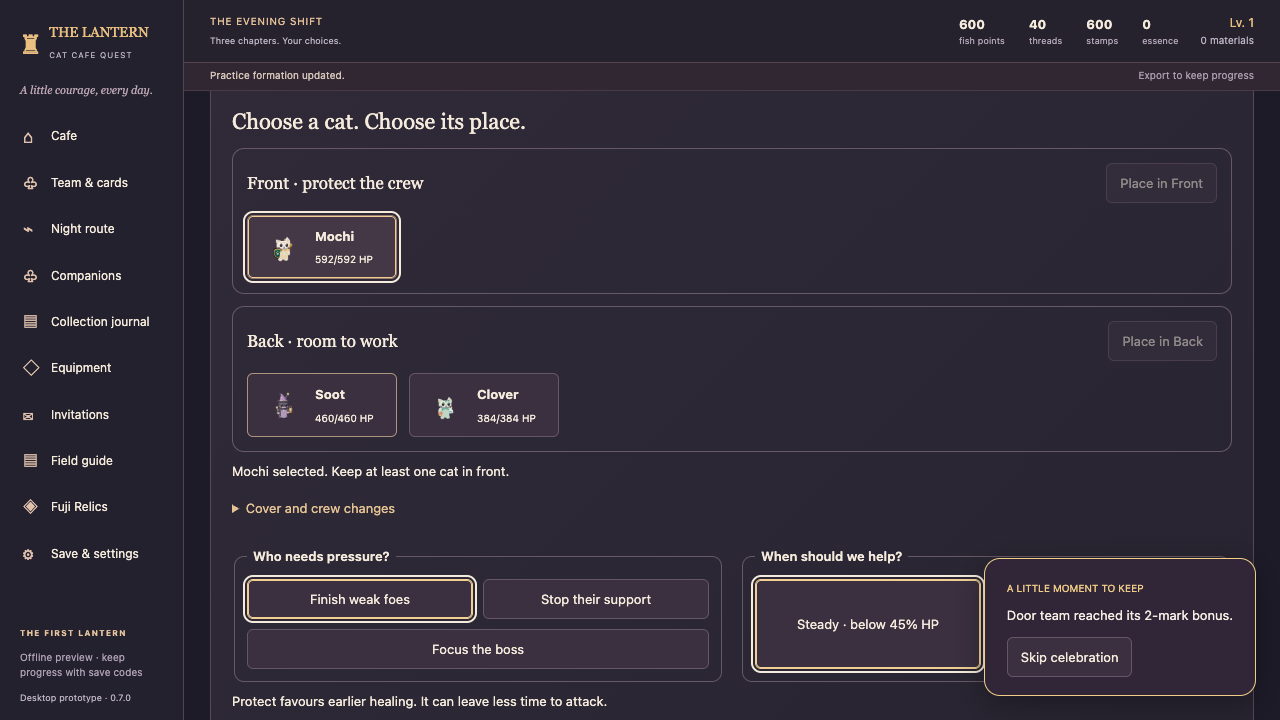 THE LANTERN
CAT CAFE QUEST
A little courage, every day.
Cafe
Team & cards
Night route
Companions
Collection journal
Equipment
Invitations
Field guide
Fuji Relics
Save & settings
THE FIRST LANTERN
Offline preview · keep
progress with save codes
Desktop prototype · 0.7.0
THE EVENING SHIFT
Three chapters. Your choices.
600
fish points
40
threads
600
stamps
0
essence
Lv. 1
0 materials
Practice formation updated.
Export to keep progress
Choose a cat. Choose its place.
Front · protect the crew
Place in Front
Mochi
592/592 HP
Back · room to work
Place in Back
Soot
460/460 HP
Clover
384/384 HP
Mochi selected. Keep at least one cat in front.
Cover and crew changes
Who needs pressure?
Finish weak foes
Stop their support
Focus the boss
When should we help?
Steady · below 45% HP
Protect favours earlier healing. It can leave less time to attack.
A LITTLE MOMENT TO KEEP
Door team reached its 2-mark bonus.
Skip celebration